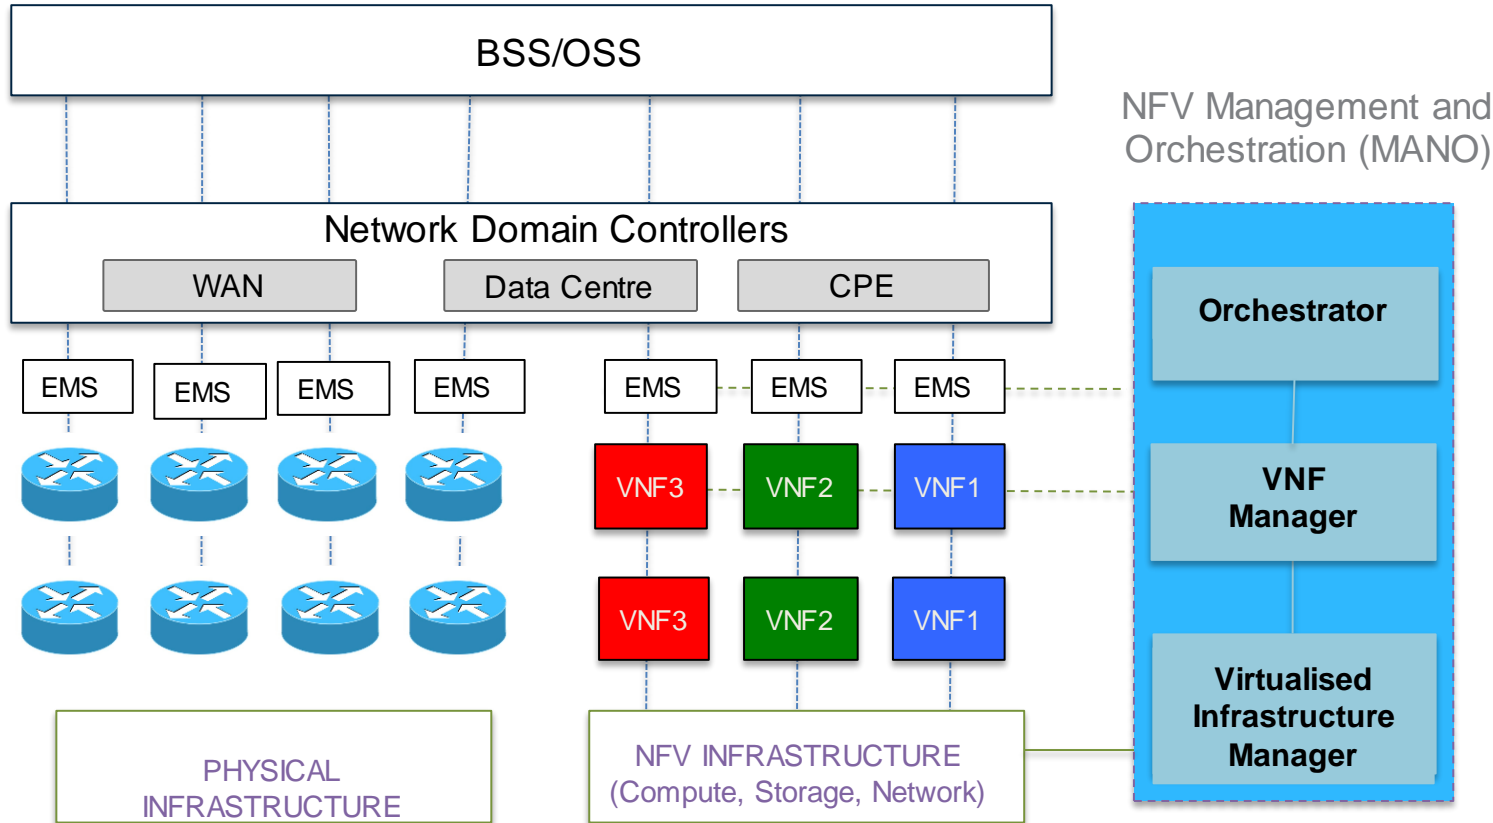 BSS/OSS
NFV Management and
Orchestration (MANO)
Network Domain Controllers
WAN
Data Centre
CPE
Orchestrator
EMS
EMS
EMS
EMS
EMS
EMS
EMS
VNF3
VNF2
VNF1
VNF
Manager
VNF3
VNF2
VNF1
Virtualised
Infrastructure
Manager
PHYSICAL
INFRASTRUCTURE
NFV INFRASTRUCTURE
(Compute, Storage, Network)